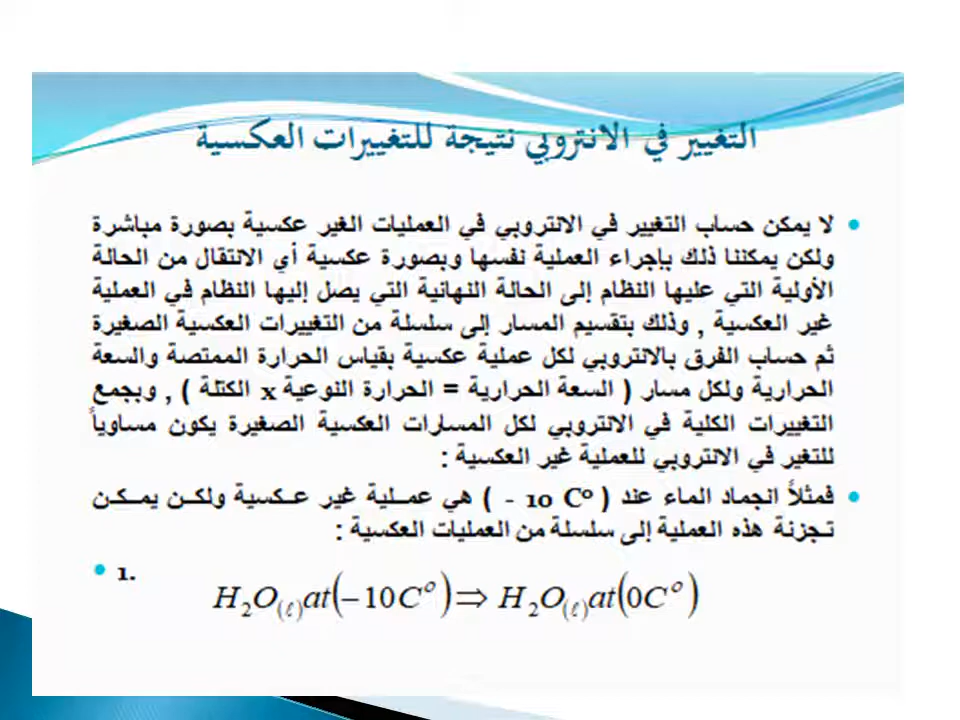 التغيير في الانتروبي نتيجة للتغييرات العكسية
• لا يمكن حساب التغيير في الانتروبي في العمليات الغير عكسية بصورة مباشرة
ولكن يمكننا ذلك بإجراء العملية نفسها وبصورة عكسية أي الانتقال من الحالة
الأولية التي عليها النظام إلى الحالة النهائية التي يصل إليها النظام في العملية
غير العكسية , وذلك بتقسيم المسار إلى سلسلة من التغييرات العكسية الصغيرة
ثم حساب الفرق بالانتروبي لكل عملية عكسية بقياس الحرارة الممتصة والسعة
الحرارية ولكل مسار ( السعة الحرارية = الحرارة النوعية x الكتلة ) , وبجمع
التغييرات الكلية في الانتروبي لكل المسارات العكسية الصغيرة يكون مساوياً
للتغير في الانتروبي للعملية غير العكسية :
• فمثلاً انجماد الماء عند ( - 10 Cº ) هي عملية غير عكسية ولكن يمكن
تجزئة هذه العملية إلى سلسلة من العمليات العكسية :
• 1. H₂O₍ℓ₎at(−10Cº) ⇒ H₂O₍ℓ₎at(0Cº)